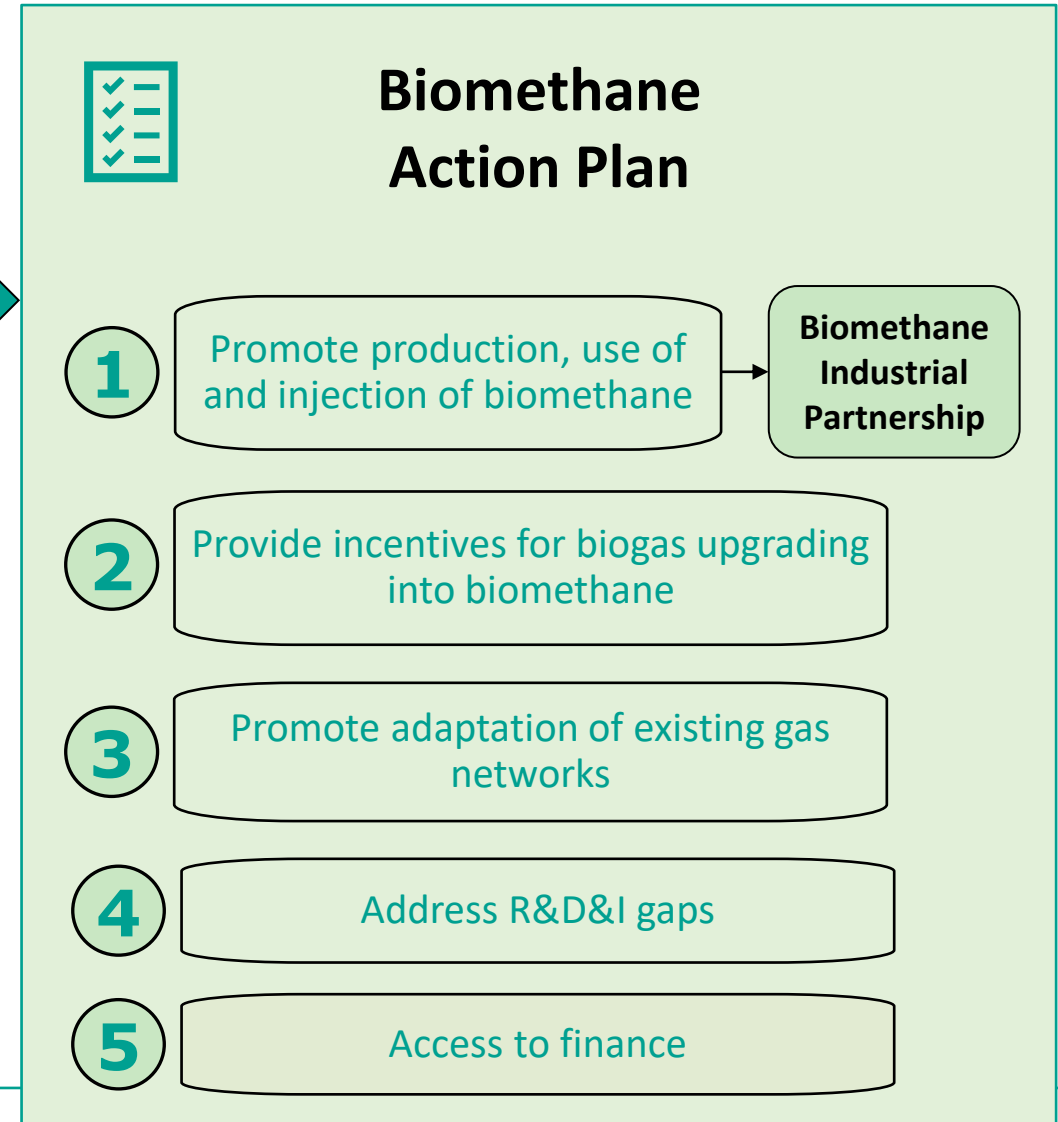 Biomethane
Action Plan
1
Promote production, use of
and injection of biomethane
Biomethane
Industrial
Partnership
2
Provide incentives for biogas upgrading
into biomethane
3
Promote adaptation of existing gas
networks
4
Address R&D&I gaps
5
Access to finance